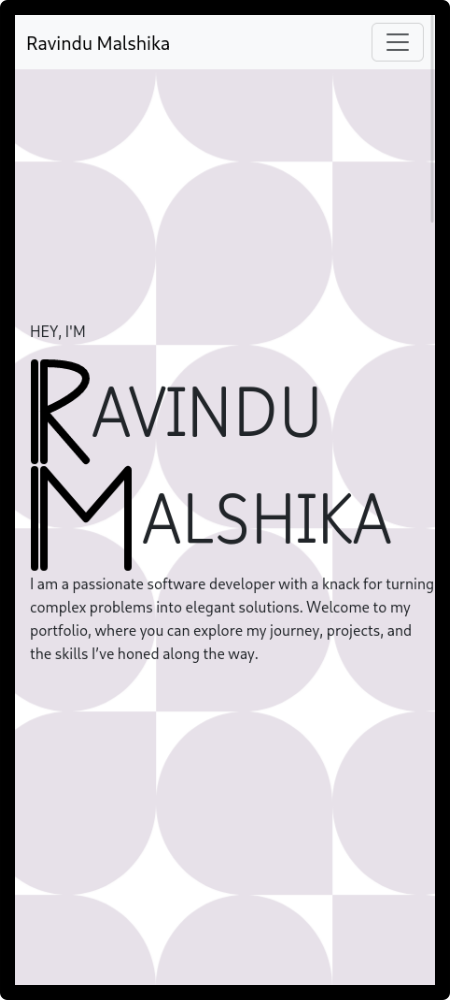 Ravindu Malshika
HEY, I'M
RAVINDU
MALSHIKA
I am a passionate software developer with a knack for turning
complex problems into elegant solutions. Welcome to my
portfolio, where you can explore my journey, projects, and
the skills I’ve honed along the way.